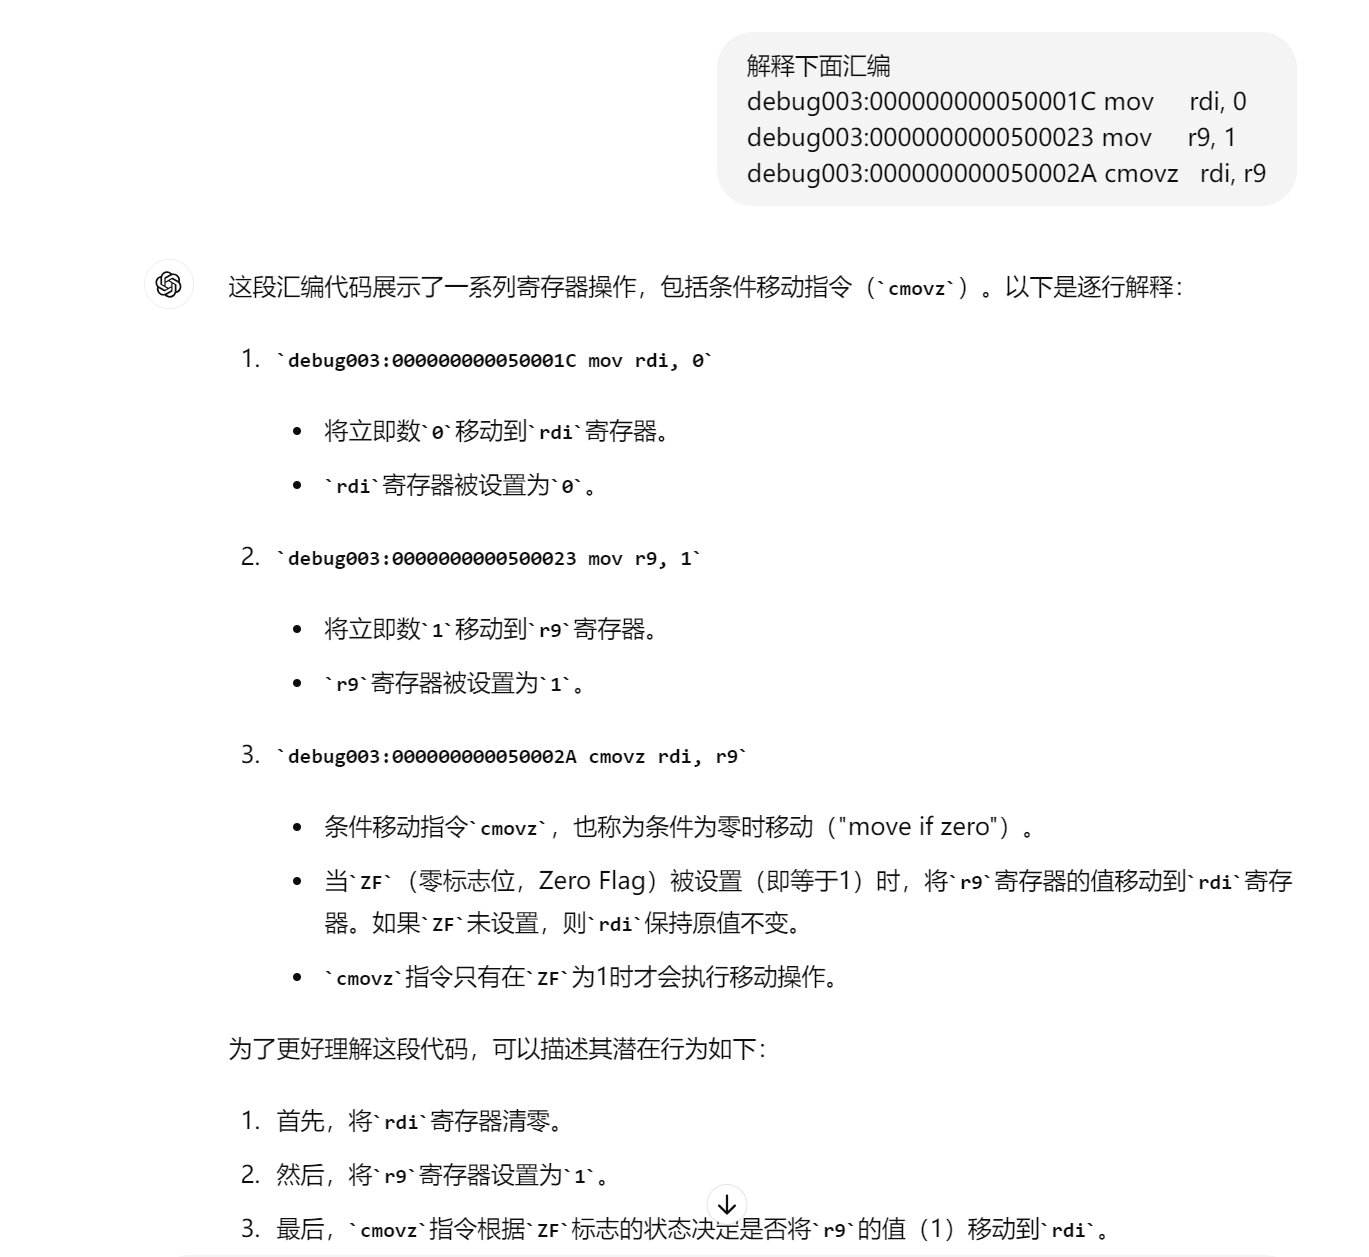 解释下面汇编
debug003:000000000050001C mov rdi, 0
debug003:0000000000500023 mov r9, 1
debug003:000000000050002A cmovz rdi, r9
这段汇编代码展示了一系列寄存器操作，包括条件移动指令（`cmovz`）。以下是逐行解释：
1. `debug003:000000000050001C mov rdi, 0`
• 将立即数`0`移动到`rdi`寄存器。
• `rdi`寄存器被设置为`0`。
2. `debug003:0000000000500023 mov r9, 1`
• 将立即数`1`移动到`r9`寄存器。
• `r9`寄存器被设置为`1`。
3. `debug003:000000000050002A cmovz rdi, r9`
• 条件移动指令`cmovz`，也称为条件为零时移动（"move if zero"）。
• 当`ZF`（零标志位，Zero Flag）被设置（即等于1）时，将`r9`寄存器的值移动到`rdi`寄存
器。如果`ZF`未设置，则`rdi`保持原值不变。
• `cmovz`指令只有在`ZF`为1时才会执行移动操作。
为了更好理解这段代码，可以描述其潜在行为如下：
1. 首先，将`rdi`寄存器清零。
2. 然后，将`r9`寄存器设置为`1`。
3. 最后，`cmovz`指令根据`ZF`标志的状态决定是否将`r9`的值（1）移动到`rdi`。